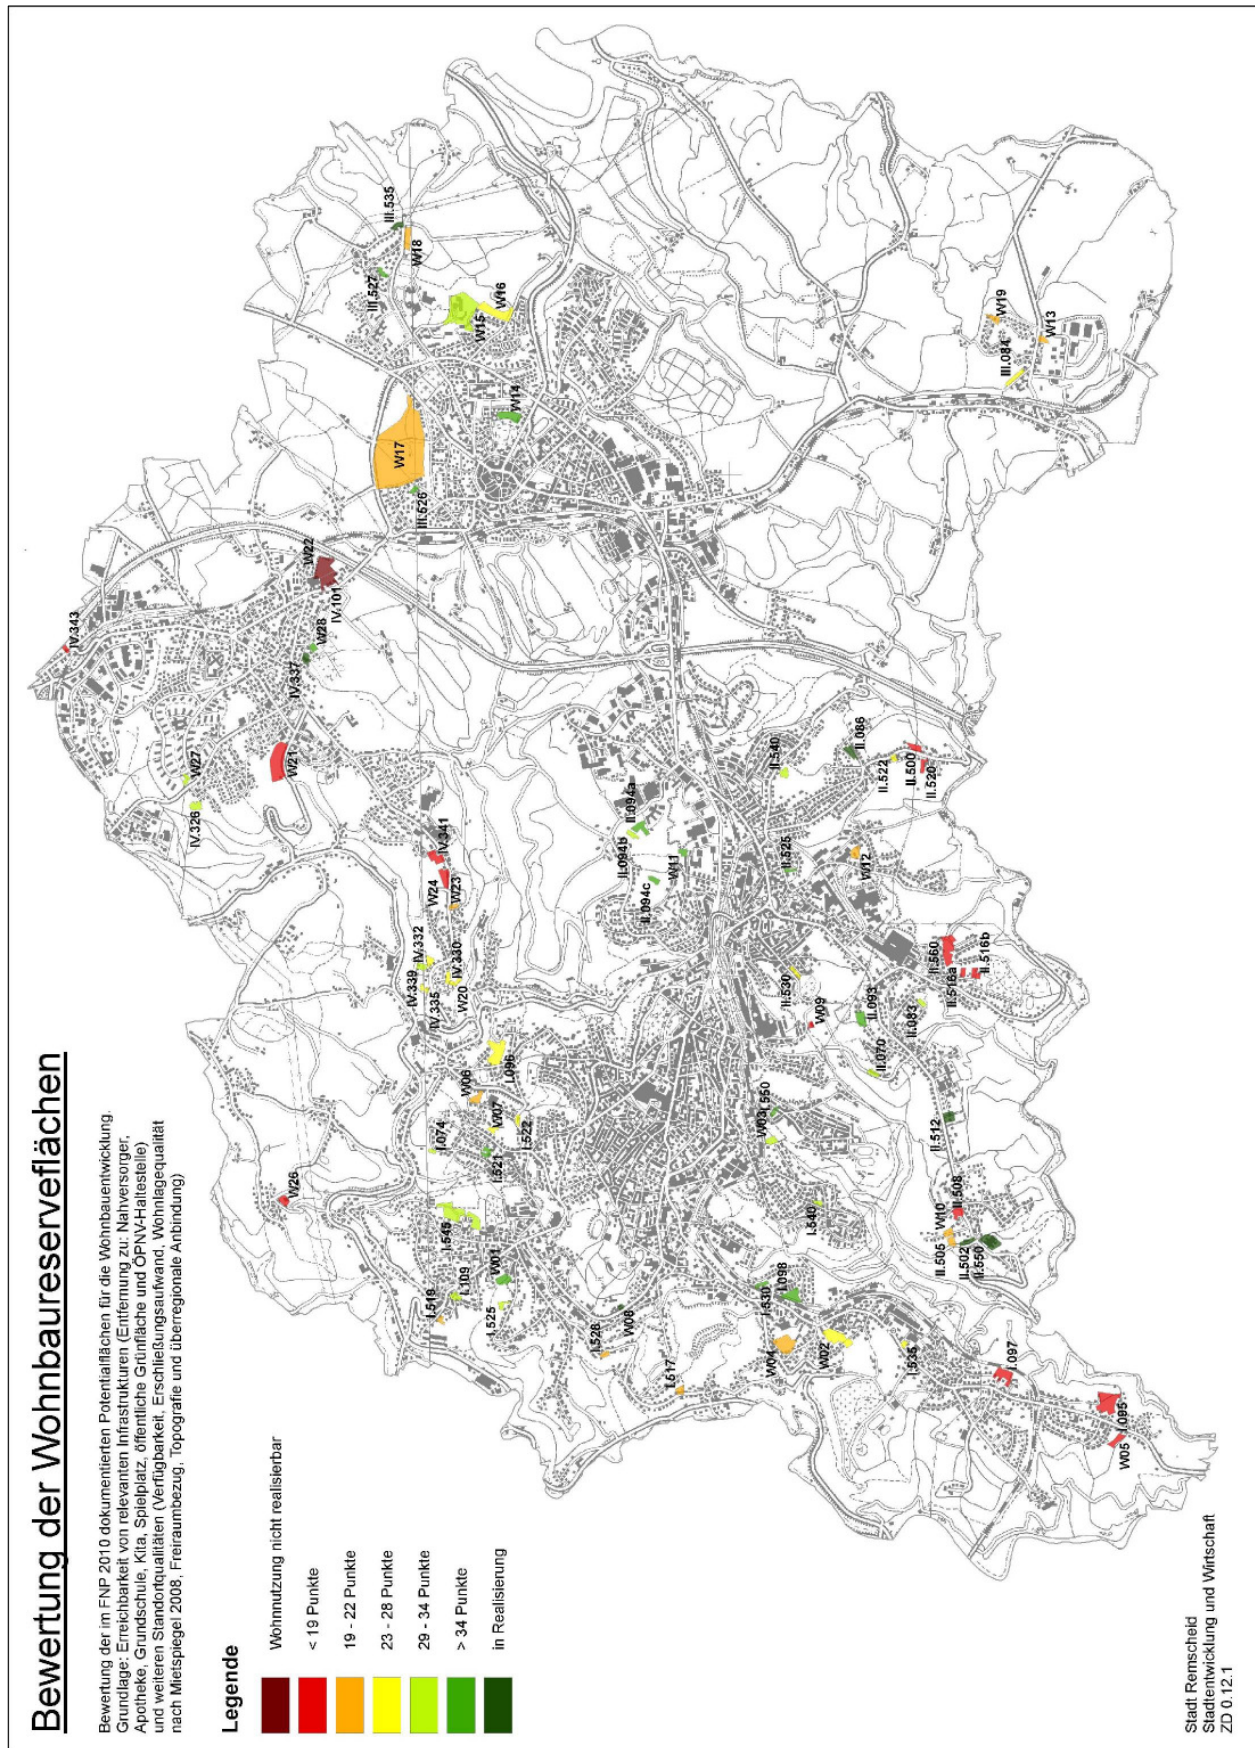 Bewertung der Wohnbaureserveflächen
Bewertung der im FNP 2010 dokumentierten Potentialflächen für die Wohnbauentwicklung.
Grundlage: Erreichbarkeit von relevanten Infrastrukturen (Entfernung zu: Nahversorger,
Apotheke, Grundschule, Kita, Spielplatz, öffentliche Grünfläche und ÖPNV-Haltestelle)
und weiteren Standortqualitäten (Verfügbarkeit, Erschließungsaufwand, Wohnlagequalität
nach Mietspiegel 2008, Freiraumbezug, Topografie und überregionale Anbindung)
Legende
Wohnnutzung nicht realisierbar
< 19 Punkte
19 - 22 Punkte
23 - 28 Punkte
29 - 34 Punkte
> 34 Punkte
in Realisierung
IV.343
W22
IV.101
W28
IV.337
W27
IV.326
W21
III.535
W18
III.527
W15
W16
W17
W14
III.526
W19
W13
III.084
IV.341
W24
W23
IV.332
IV.339
IV.330
IV.335
W20
II.094a
II.094b
W11
II.094c
II.540
II.086
II.522
II.500
II.520
II.525
W12
II.560
II.516a
II.516b
II.530
W09
II.093
II.083
II.070
W26
I.096
W06
W07
I.522
I.074
I.521
I.545
W01
I.109
I.519
I.525
W03
I.550
I.540
II.512
II.508
W10
II.505
II.502
II.550
I.528
W08
I.530
I.098
W04
W02
I.517
I.535
I.097
I.095
W05
Stadt Remscheid
Stadtentwicklung und Wirtschaft
ZD 0.12.1